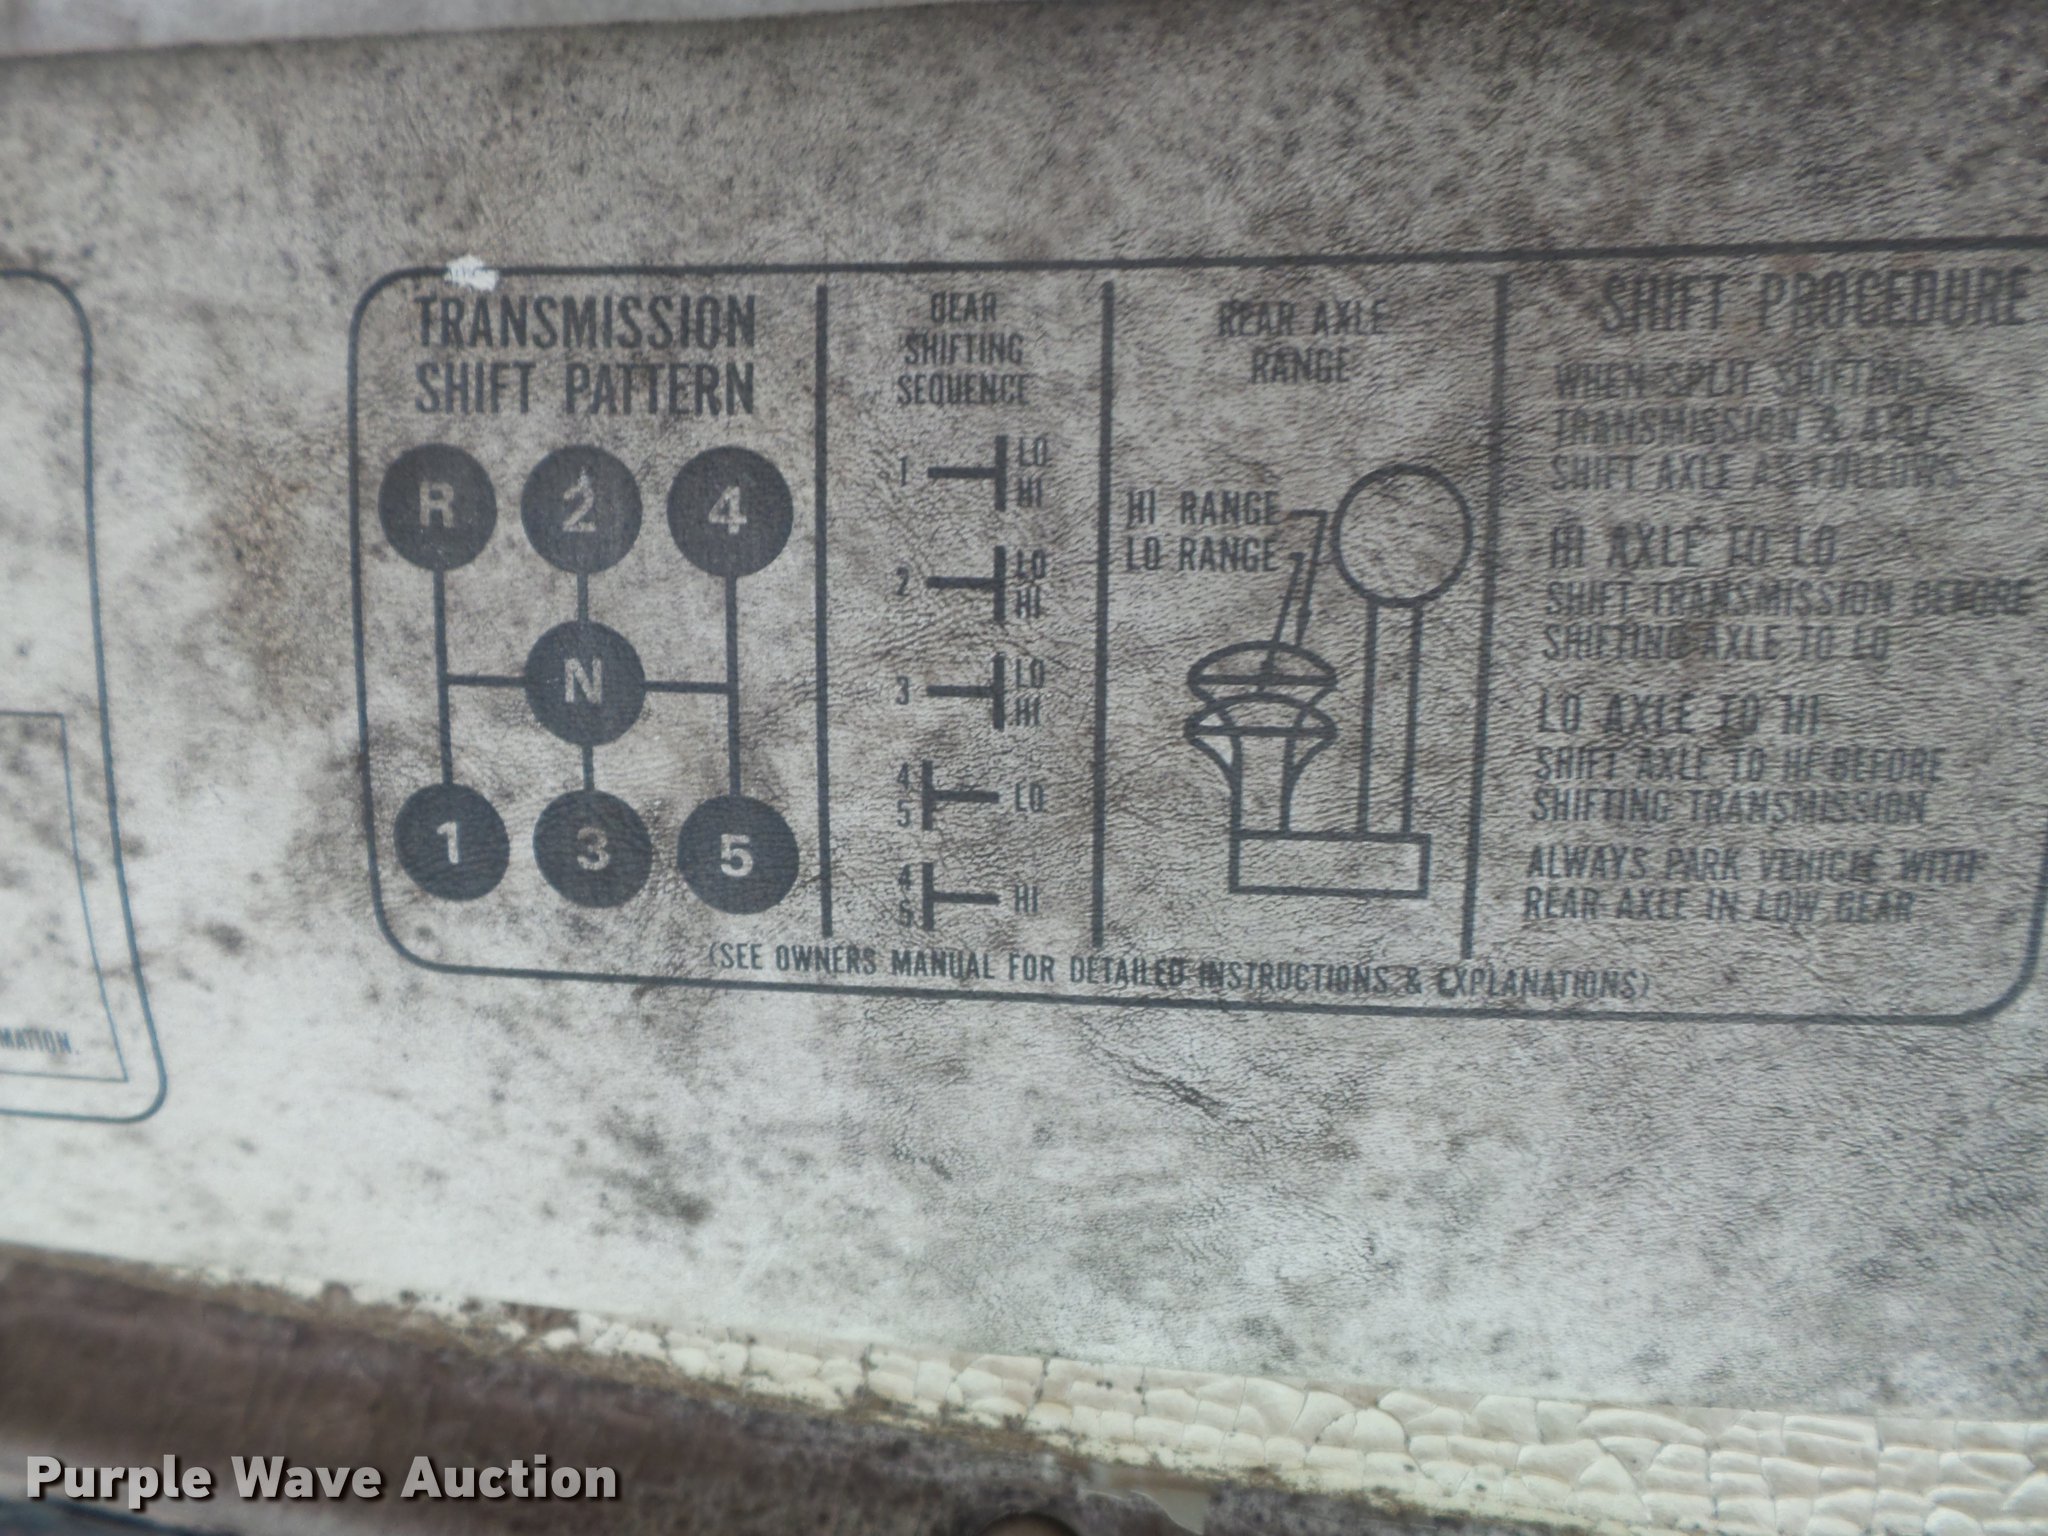 TRANSMISSION
SHIFT PATTERN
R 2 4
N
1 3 5
GEAR
SHIFTING
SEQUENCE
1 LO
HI
2 LO
HI
3 LO
HI
4
5 LO
4
5 HI
REAR AXLE
RANGE
HI RANGE
LO RANGE
SHIFT PROCEDURE
WHEN SPLIT SHIFTING
TRANSMISSION & AXLE
SHIFT AXLE AS FOLLOWS
HI AXLE TO LO
SHIFT TRANSMISSION BEFORE
SHIFTING AXLE TO LO
LO AXLE TO HI
SHIFT AXLE TO HI BEFORE
SHIFTING TRANSMISSION
ALWAYS PARK VEHICLE WITH
REAR AXLE IN LOW GEAR
(SEE OWNERS MANUAL FOR DETAILED INSTRUCTIONS & EXPLANATIONS)
MATION.
Purple Wave Auction